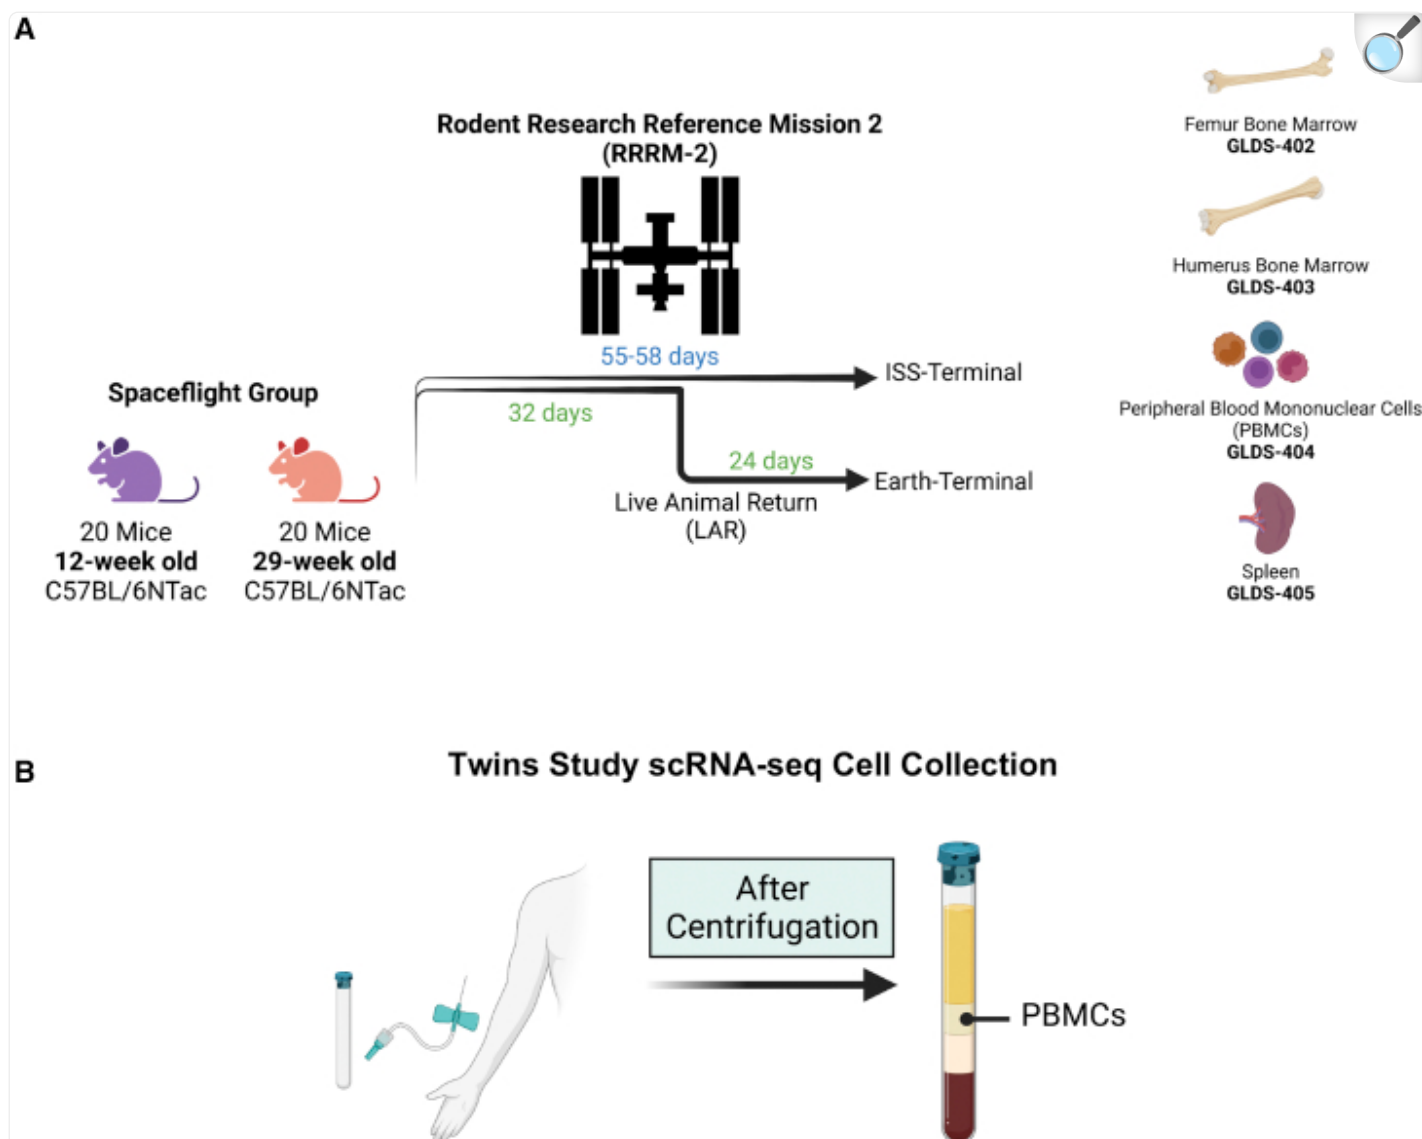 A
Rodent Research Reference Mission 2
(RRRM-2)
55-58 days
ISS-Terminal
32 days
24 days
Earth-Terminal
Live Animal Return
(LAR)
Spaceflight Group
20 Mice
12-week old
C57BL/6NTac
20 Mice
29-week old
C57BL/6NTac
Femur Bone Marrow
GLDS-402
Humerus Bone Marrow
GLDS-403
Peripheral Blood Mononuclear Cells
(PBMCs)
GLDS-404
Spleen
GLDS-405
B
Twins Study scRNA-seq Cell Collection
After
Centrifugation
PBMCs